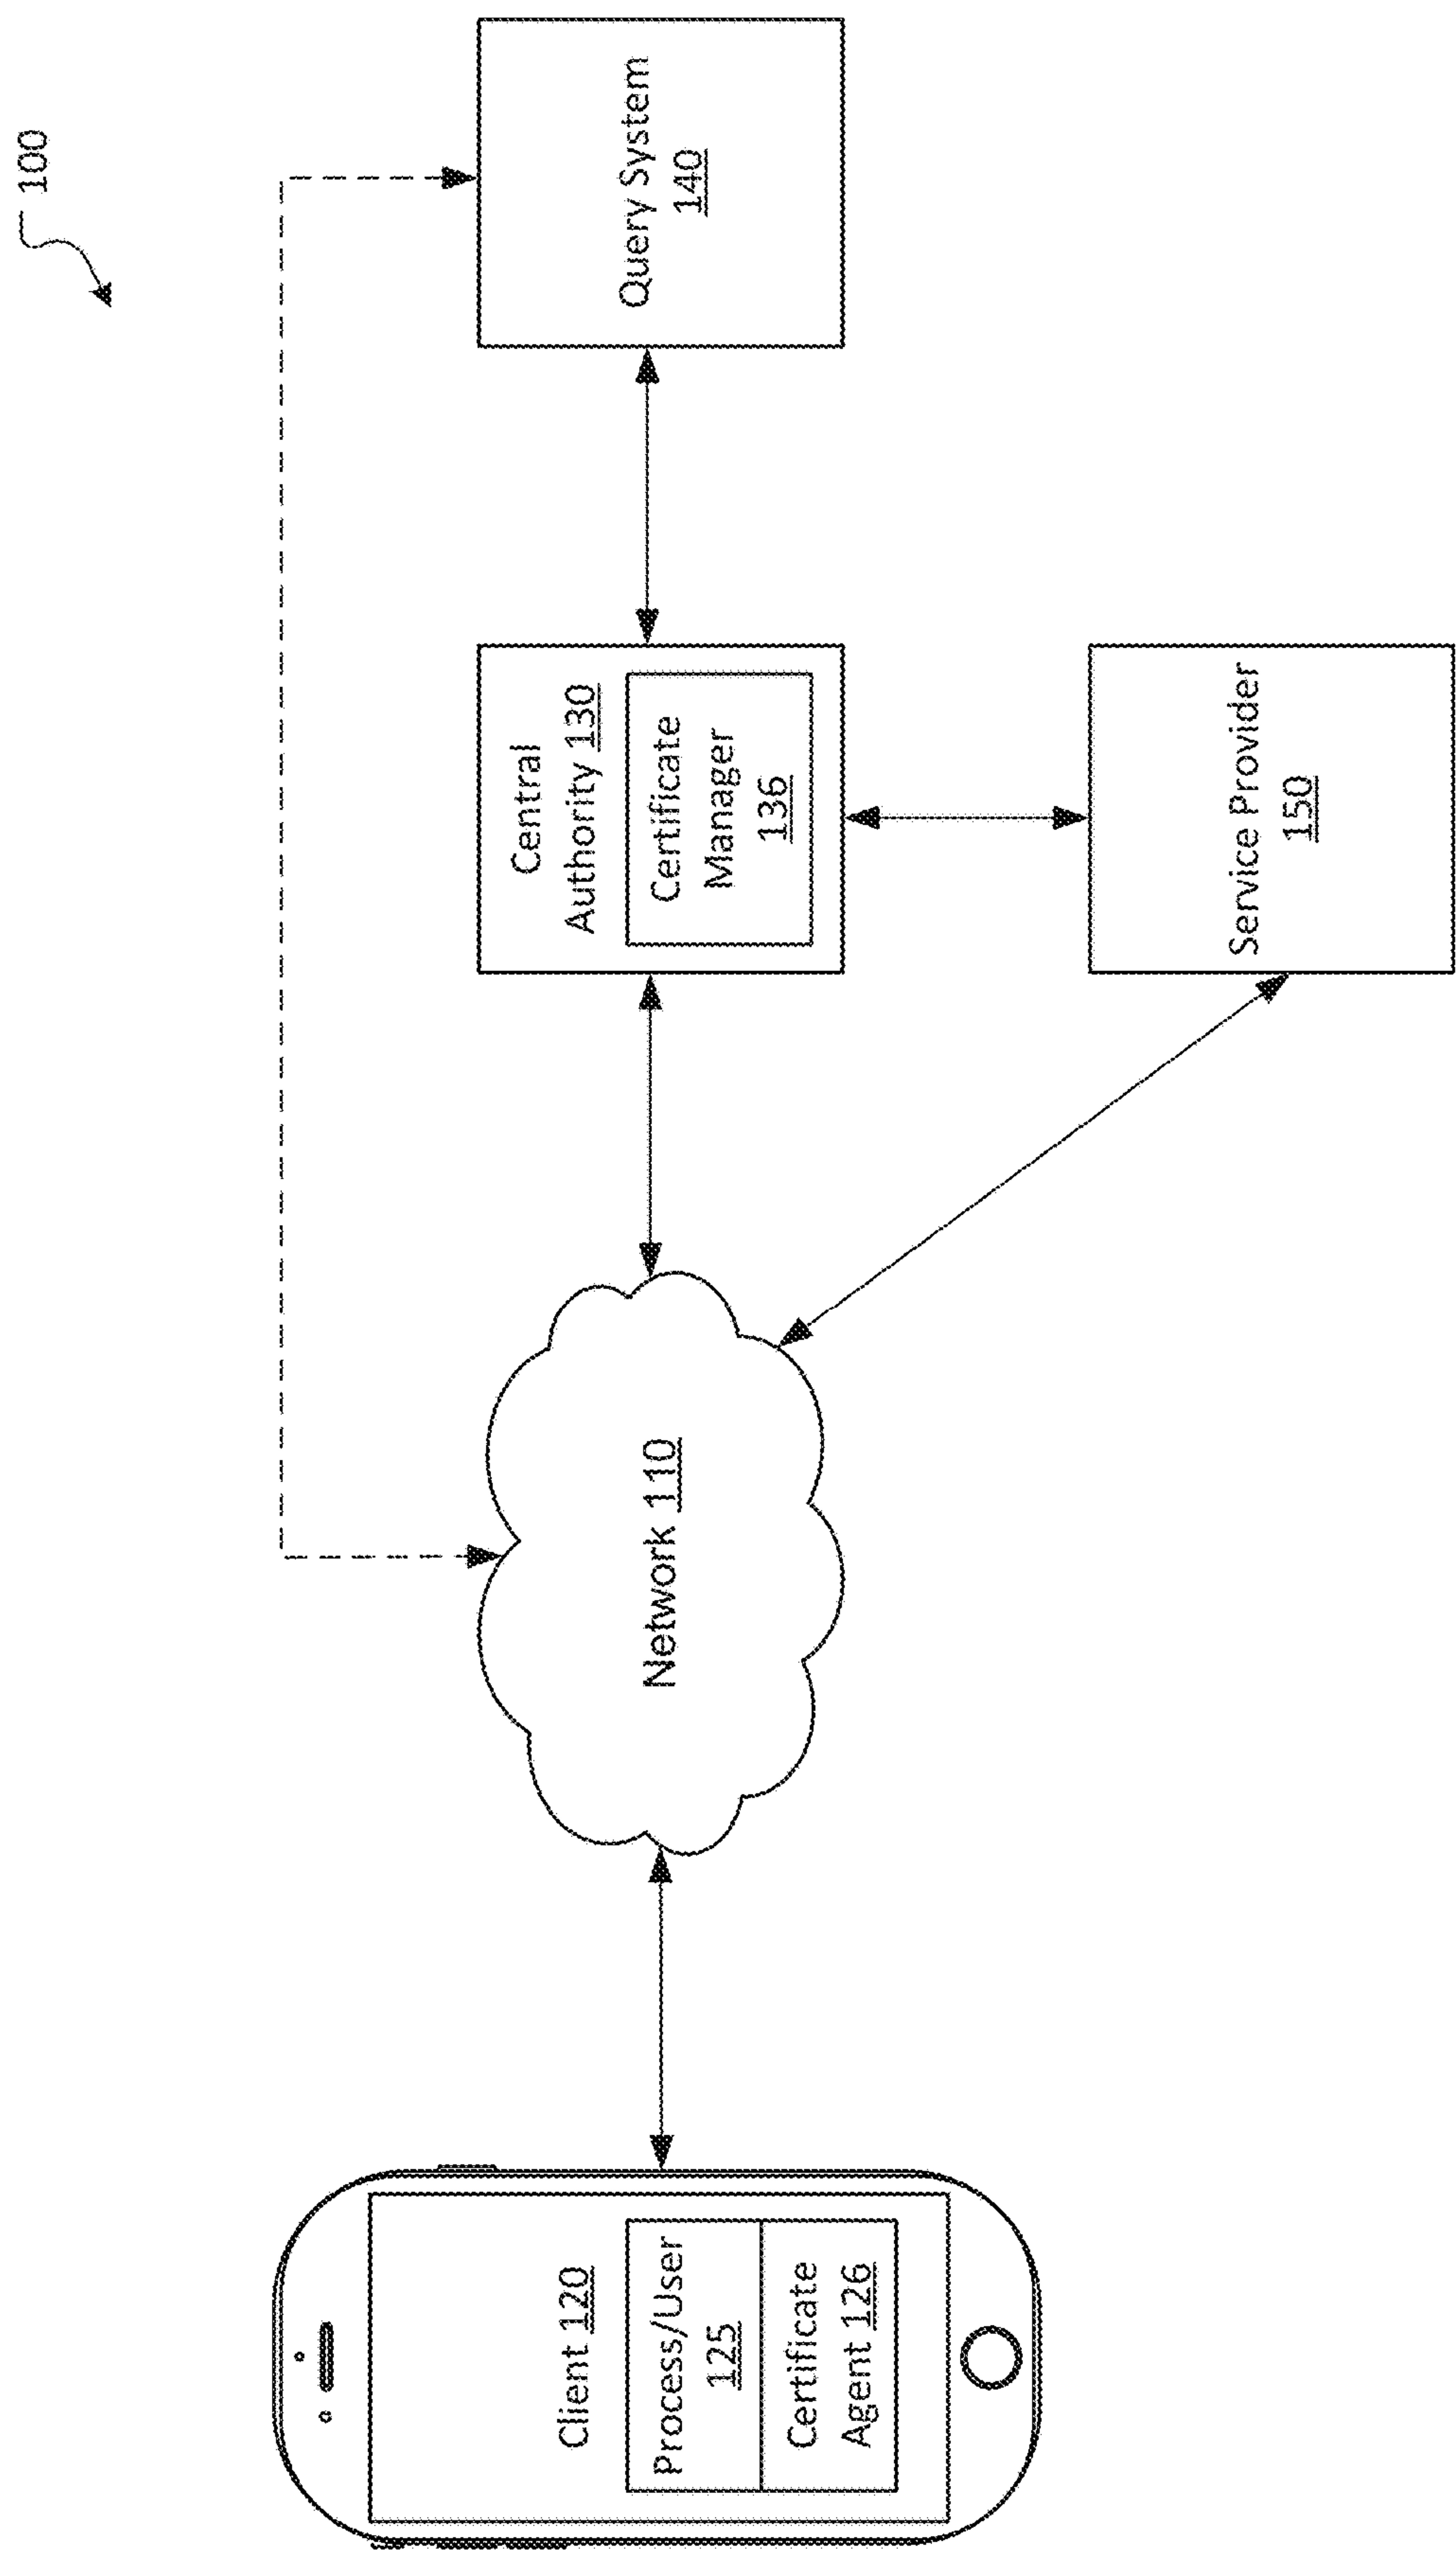 100
Client 120
Process/User
125
Certificate
Agent 126
Network 110
Central
Authority 130
Certificate
Manager
136
Query System
140
Service Provider
150